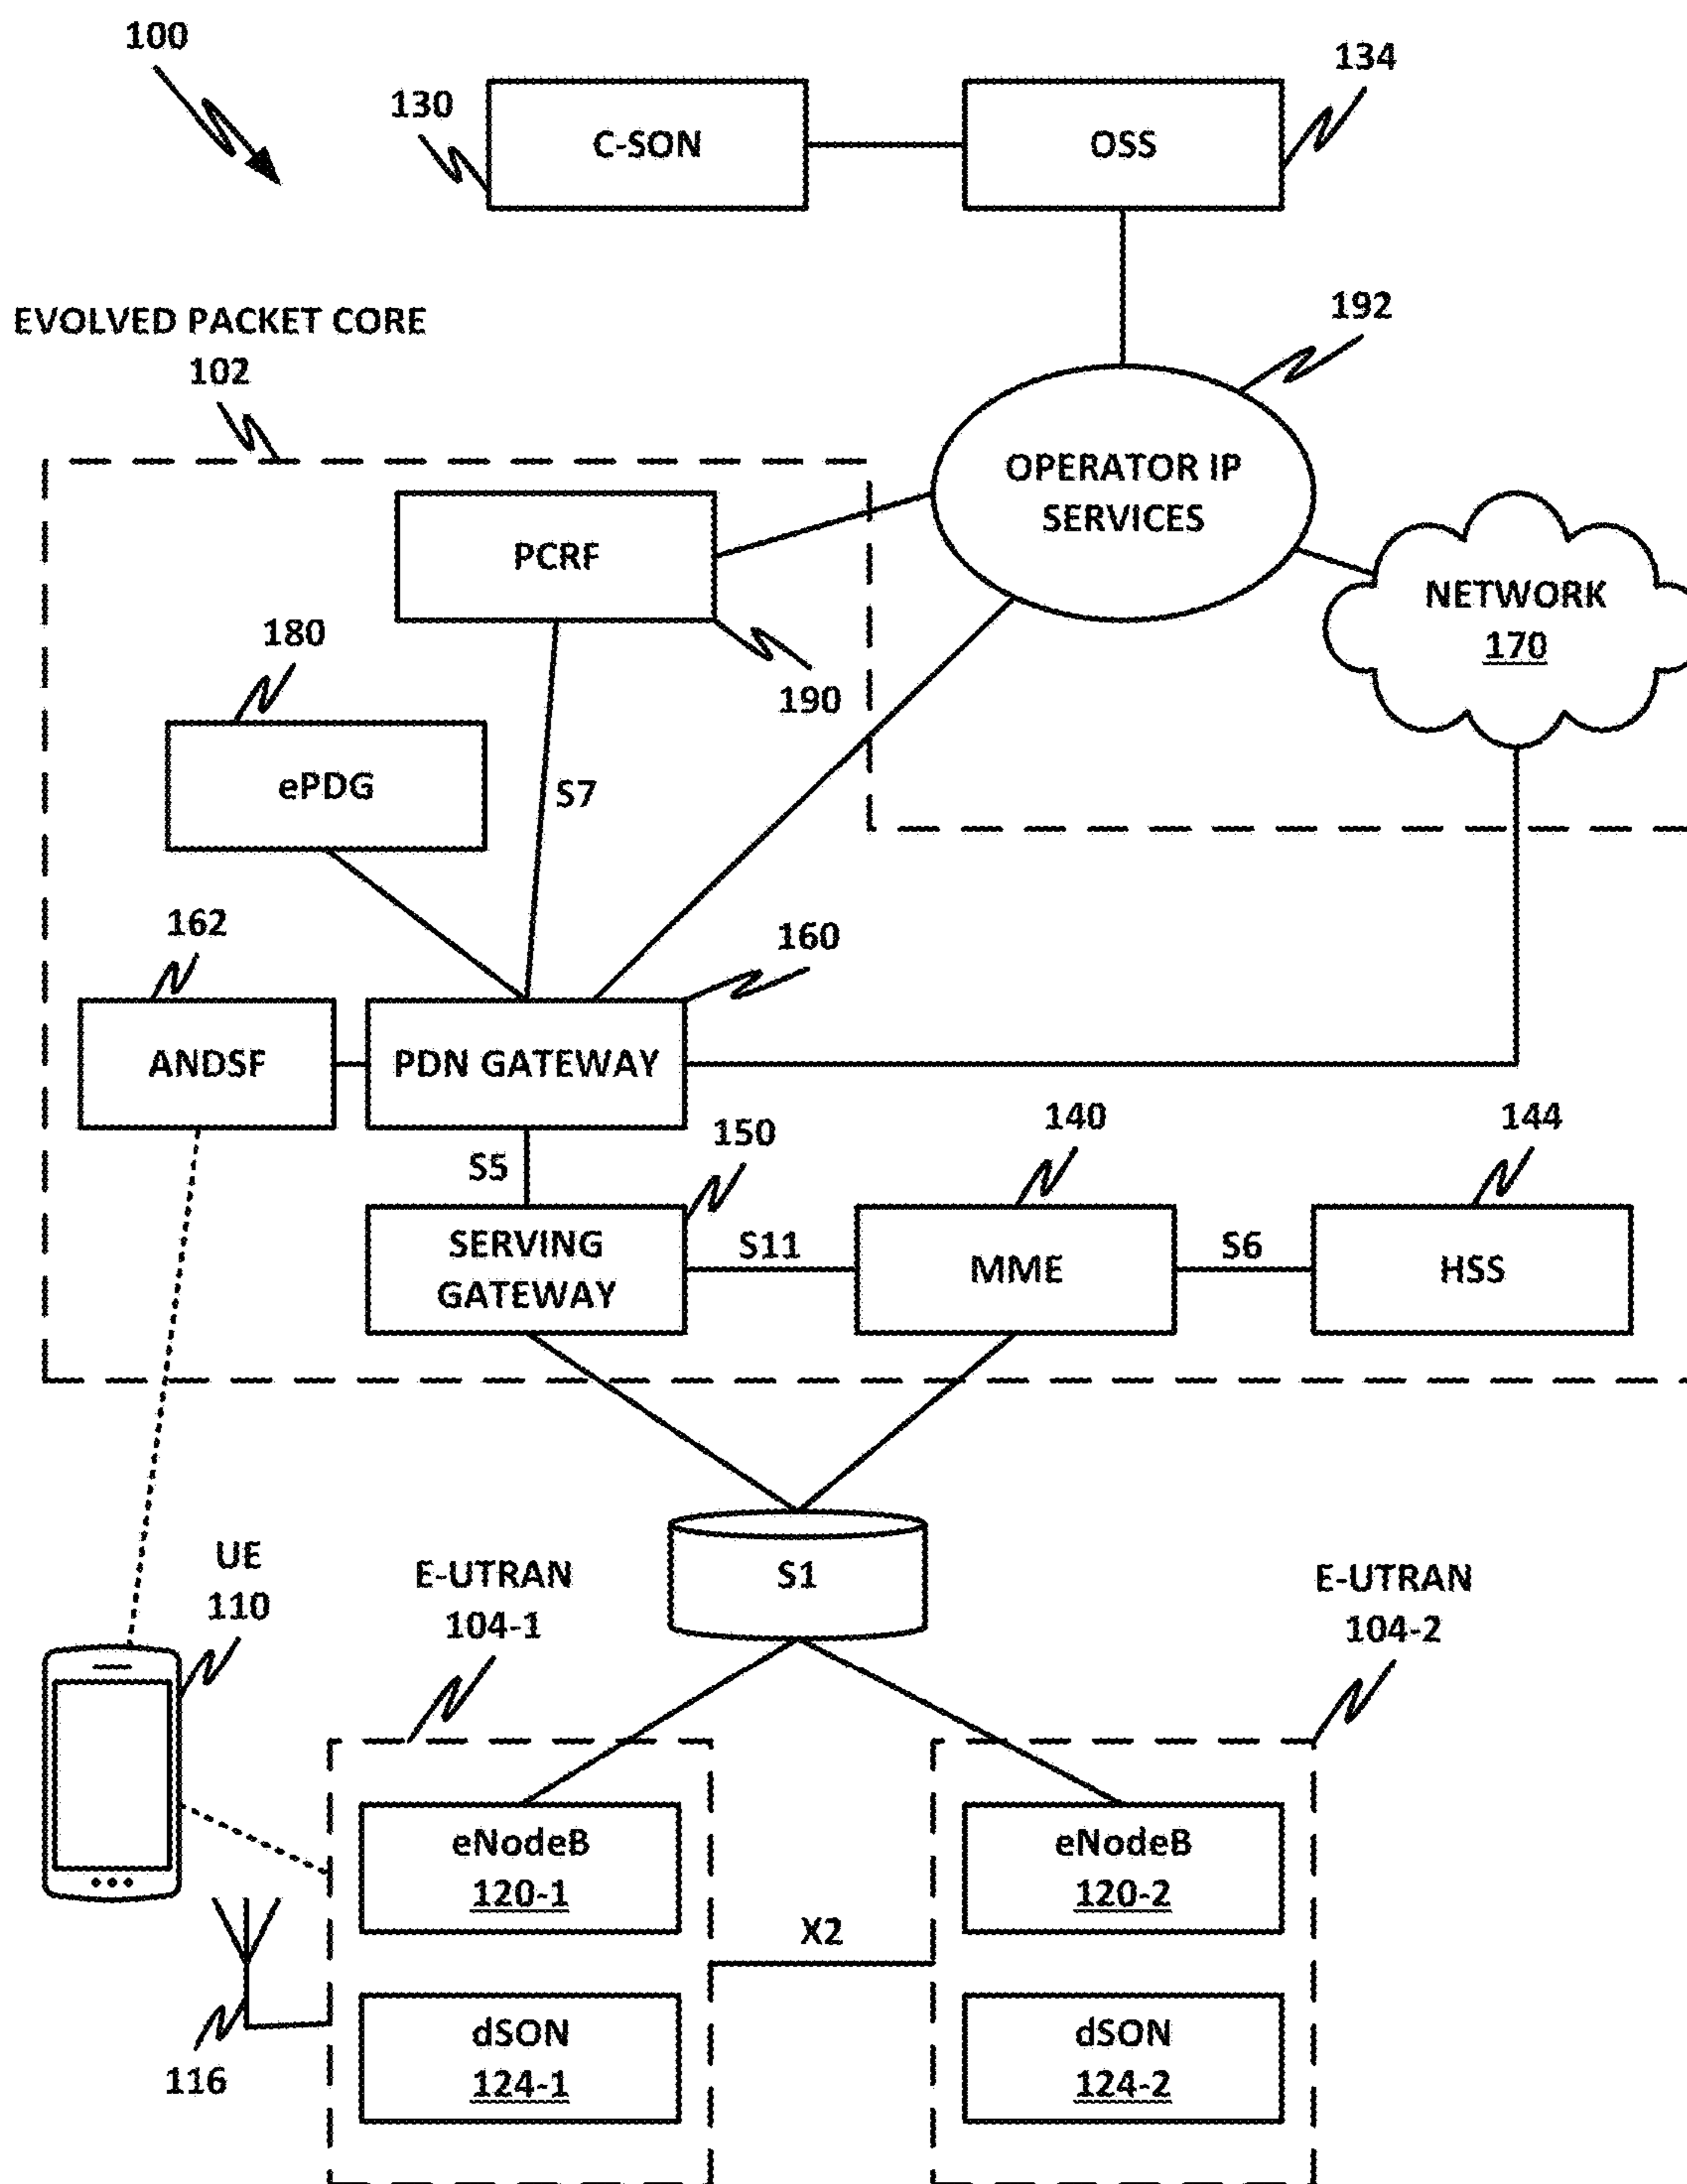 100
134
130
C-SON
OSS
192
EVOLVED PACKET CORE
102
OPERATOR IP
SERVICES
PCRF
NETWORK
170
180
190
ePDG
S7
162
160
ANDSF
PDN GATEWAY
150
140
144
S5
SERVING
GATEWAY
S11
MME
S6
HSS
UE
110
E-UTRAN
104-1
S1
E-UTRAN
104-2
eNodeB
120-1
eNodeB
120-2
X2
116
dSON
124-1
dSON
124-2